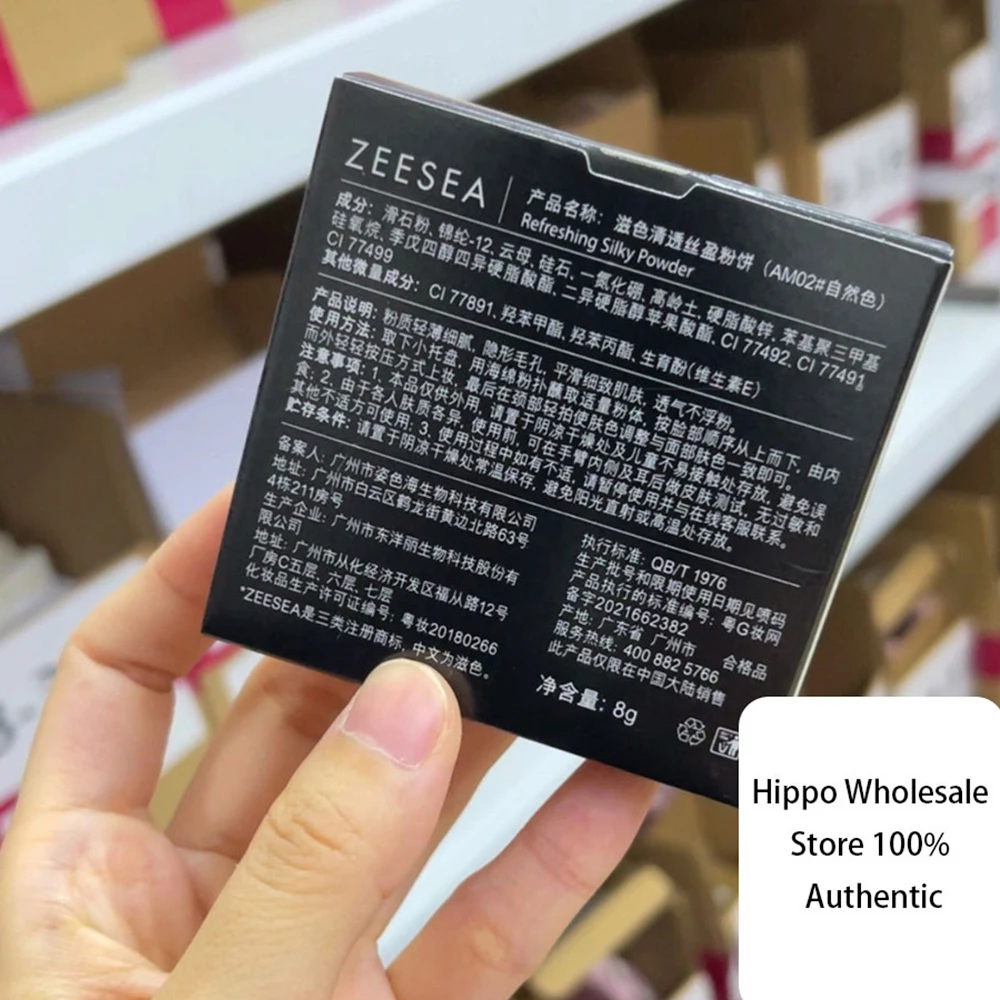 ZEESEA
产品名称：滋色清透丝盈粉饼（AM02#自然色）
Refreshing Silky Powder
成分：滑石粉，锦纶-12，云母，硅石，一氮化硼，高岭土，硬脂酸锌，苯基聚三甲基
硅氧烷，季戊四醇四异硬脂酸酯，二异硬脂醇苹果酸酯，CI 77492，CI 77491
CI 77499
其他微量成分：CI 77891，羟苯甲酯，羟苯丙酯，生育酚(维生素E)
产品说明：粉质轻薄细腻，隐形毛孔，平滑细致肌肤，透气不浮粉。
使用方法：取下小托盘，用海绵粉扑蘸取适量粉体，按脸部顺序从上而下，由内
而外轻轻按压方式上妆，最后在颈部轻拍使肤色调整与面部肤色一致即可。
注意事项：1、本品仅供外用，请置于阴凉干燥处及儿童不易接触处存放，避免误
食；2、由于各人肤质各异，使用前，可在手臂内侧及耳后做皮肤测试，无过敏和
其他不适方可使用；3、使用过程中如有不适，请暂停使用并与在线客服联系。
贮存条件：请置于阴凉干燥处常温保存，避免阳光直射或高温处存放。
备案人：广州市姿色海生物科技有限公司
地址：广州市白云区鹤龙街黄边北路63号
4栋211房号
生产企业：广州市东洋丽生物科技股份有
限公司
地址：广州市从化经济开发区福从路12号
厂房C五层、六层、七层
化妆品生产许可证编号：粤妆20180266
*ZEESEA是三类注册商标，中文为滋色。
执行标准：QB/T 1976
生产批号和限期使用日期见喷码
产品执行的标准编号：粤G妆网
备字2021662382
产地：广东省 广州市 合格品
服务热线：400 882 5766
此产品仅限在中国大陆销售
净含量：8g
Hippo Wholesale
Store 100%
Authentic